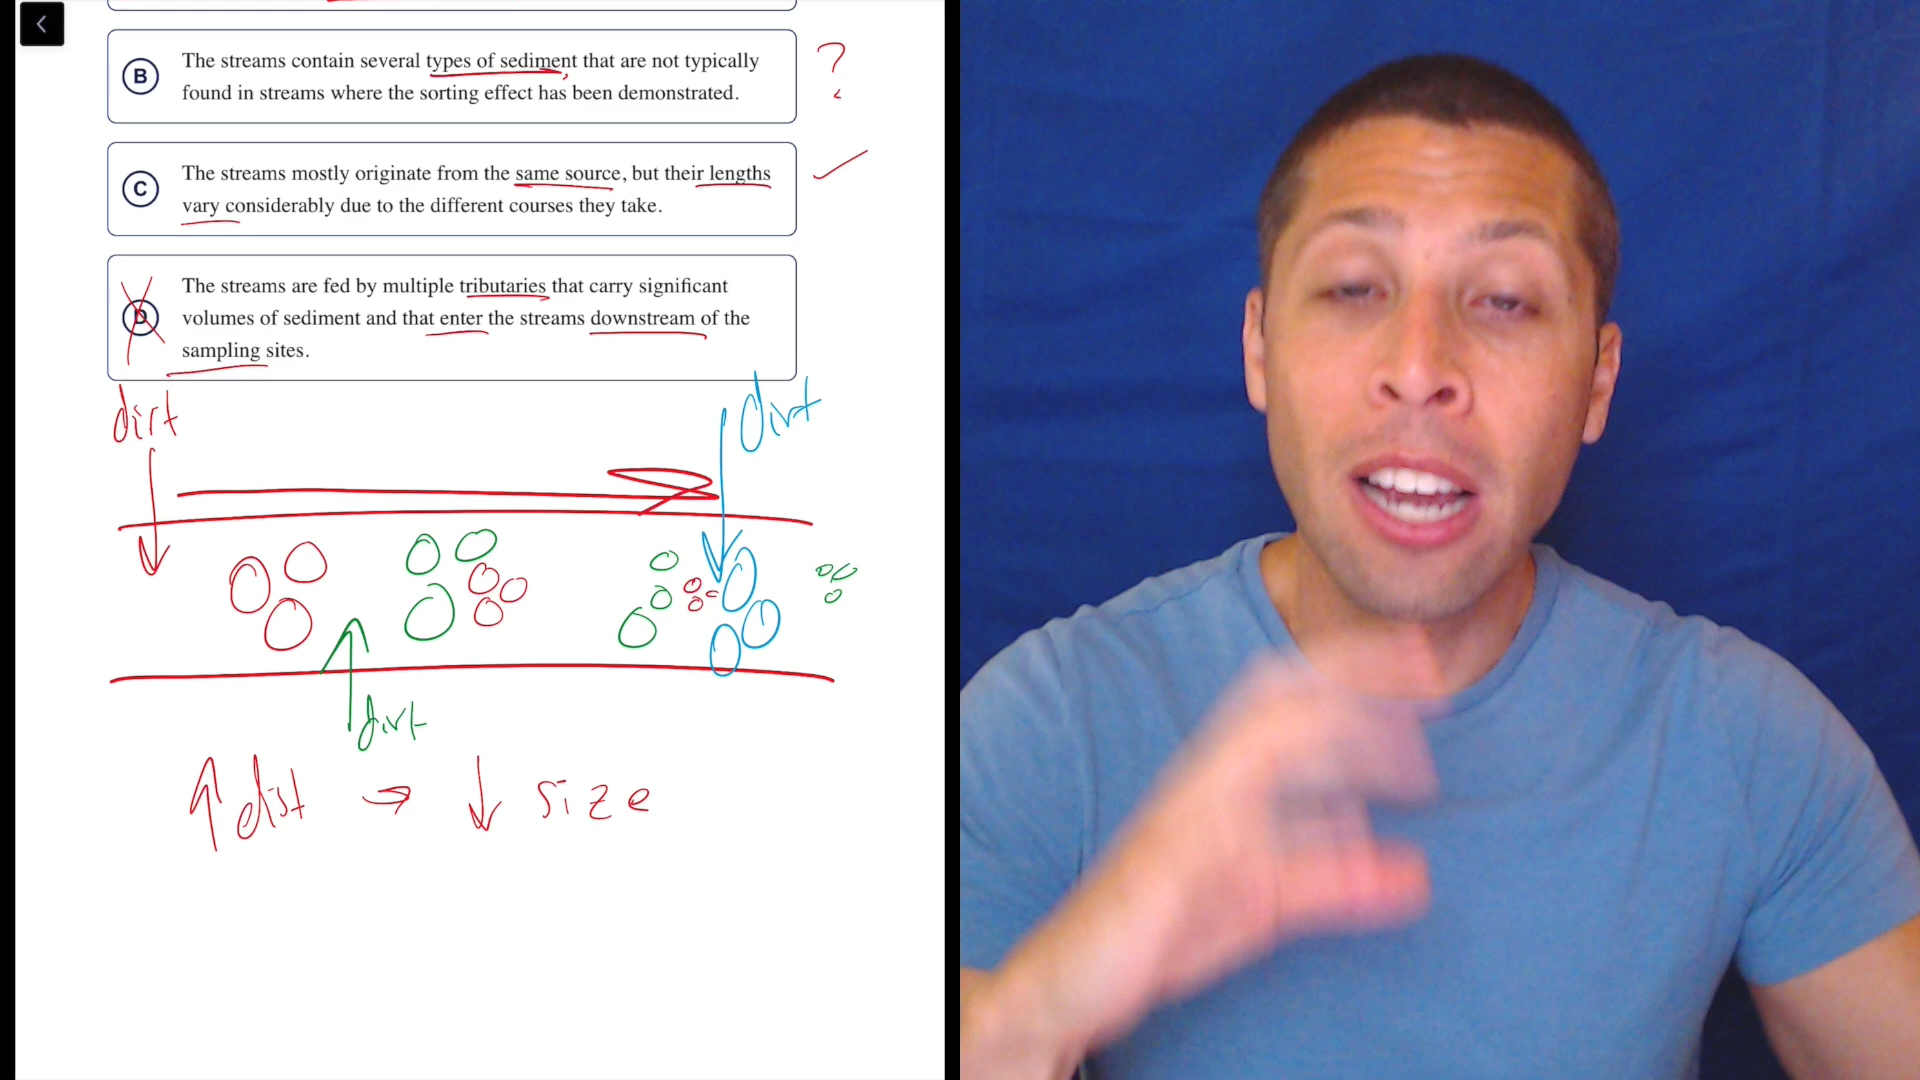 B
The streams contain several types of sediment that are not typically
found in streams where the sorting effect has been demonstrated.
?
C
The streams mostly originate from the same source, but their lengths
vary considerably due to the different courses they take.
D
The streams are fed by multiple tributaries that carry significant
volumes of sediment and that enter the streams downstream of the
sampling sites.
dirt
dirt
dirt
↑ dist → ↓ size